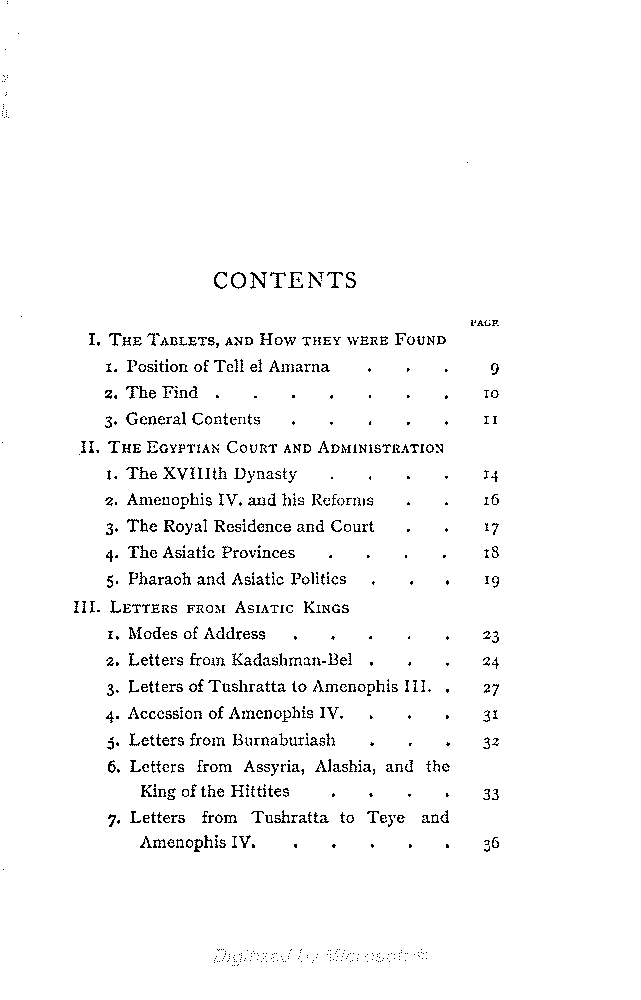 CONTENTS
PAGE
I. THE TABLETS, AND HOW THEY WERE FOUND
1. Position of Tell el Amarna . . . 9
2. The Find . . . . . . . 10
3. General Contents . . . . . 11
II. THE EGYPTIAN COURT AND ADMINISTRATION
1. The XVIIIth Dynasty . . . . 14
2. Amenophis IV. and his Reforms . . 16
3. The Royal Residence and Court . . 17
4. The Asiatic Provinces . . . . 18
5. Pharaoh and Asiatic Politics . . . 19
III. LETTERS FROM ASIATIC KINGS
1. Modes of Address . . . . . 23
2. Letters from Kadashman-Bel . . . 24
3. Letters of Tushratta to Amenophis III. . 27
4. Accession of Amenophis IV. . . . 31
5. Letters from Burnaburiash . . . 32
6. Letters from Assyria, Alashia, and the
King of the Hittites . . . . 33
7. Letters from Tushratta to Teye and
Amenophis IV. . . . . . 36
Digitized by Microsoft ®